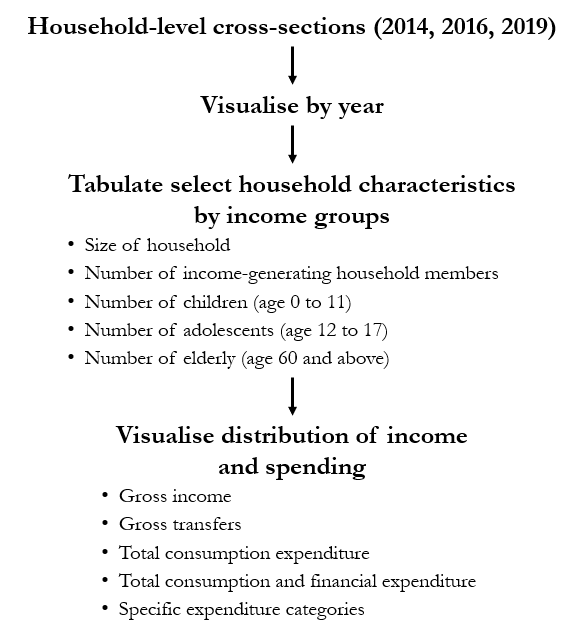 Household-level cross-sections (2014, 2016, 2019)
Visualise by year
Tabulate select household characteristics
by income groups
• Size of household
• Number of income-generating household members
• Number of children (age 0 to 11)
• Number of adolescents (age 12 to 17)
• Number of elderly (age 60 and above)
Visualise distribution of income
and spending
• Gross income
• Gross transfers
• Total consumption expenditure
• Total consumption and financial expenditure
• Specific expenditure categories